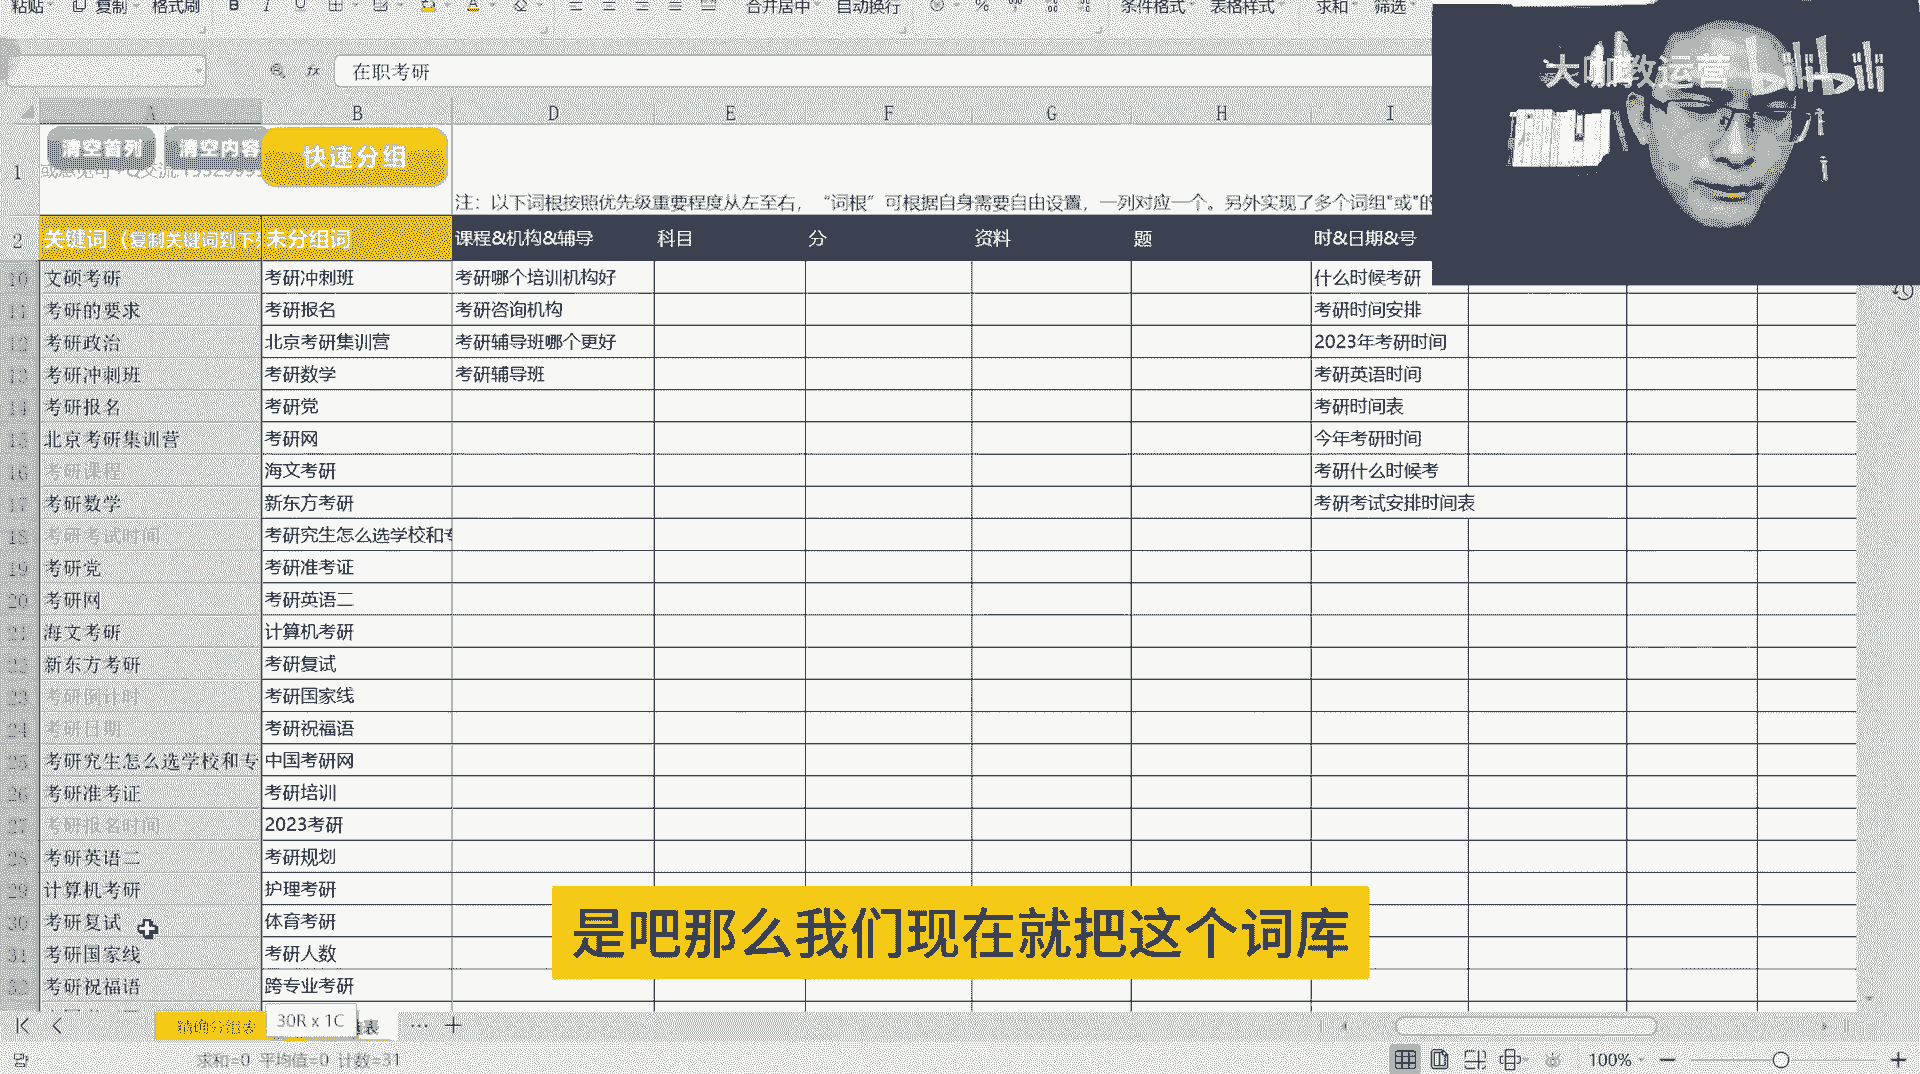 粘贴 复制 格式刷 B I U 合并居中 自动换行 % 条件格式 表格样式 求和 筛选
fx 在职考研
大咖教运营 bilibili
A B D E F G H I
清空首列 清空内容 快速分组
1
注：以下词根按照优先级重要程度从左至右，“词根”可根据自身需要自由设置，一列对应一个。另外实现了多个词组"或"的
2 关键词（复制关键词到下 未分组词 课程&机构&辅导 科目 分 资料 题 时&日期&号
10 文硕考研 考研冲刺班 考研哪个培训机构好 什么时候考研
11 考研的要求 考研报名 考研咨询机构 考研时间安排
12 考研政治 北京考研集训营 考研辅导班哪个更好 2023年考研时间
13 考研冲刺班 考研数学 考研辅导班 考研英语时间
14 考研报名 考研党 考研时间表
15 北京考研集训营 考研网 今年考研时间
16 考研课程 海文考研 考研什么时候考
17 考研数学 新东方考研 考研考试安排时间表
18 考研考试时间 考研究生怎么选学校和专
19 考研党 考研准考证
20 考研网 考研英语二
21 海文考研 计算机考研
22 新东方考研 考研复试
23 考研倒计时 考研国家线
24 考研日期 考研祝福语
25 考研究生怎么选学校和专 中国考研网
26 考研准考证 考研培训
27 考研报名时间 2023考研
28 考研英语二 考研规划
29 计算机考研 护理考研
30 考研复试 体育考研
31 考研国家线 考研人数
32 考研祝福语 跨专业考研
是吧那么我们现在就把这个词库
精确分组表 30R x 1C 表 ··· +
求和=0 平均值=0 计数=31 100%